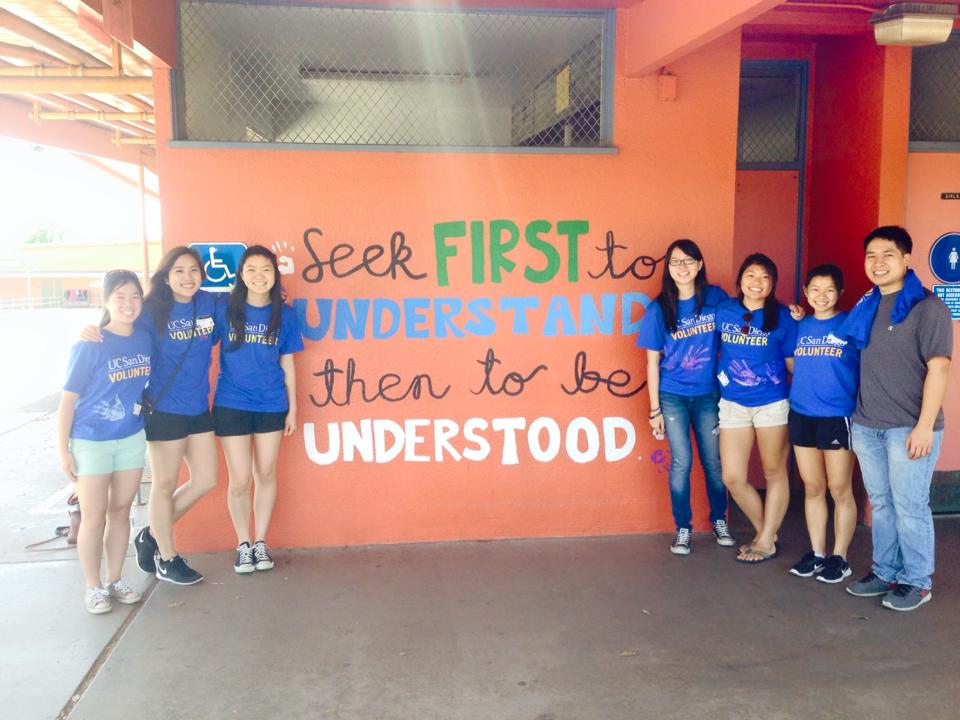 Seek FIRST to
UNDERSTAND
then to be
UNDERSTOOD.
UC San Diego
VOLUNTEER
UC San Diego
VOLUNTEER
UC San Diego
VOLUNTEER
UC San Diego
VOLUNTEER
UC San Diego
VOLUNTEER
UC San Diego
VOLUNTEER
GIRLS